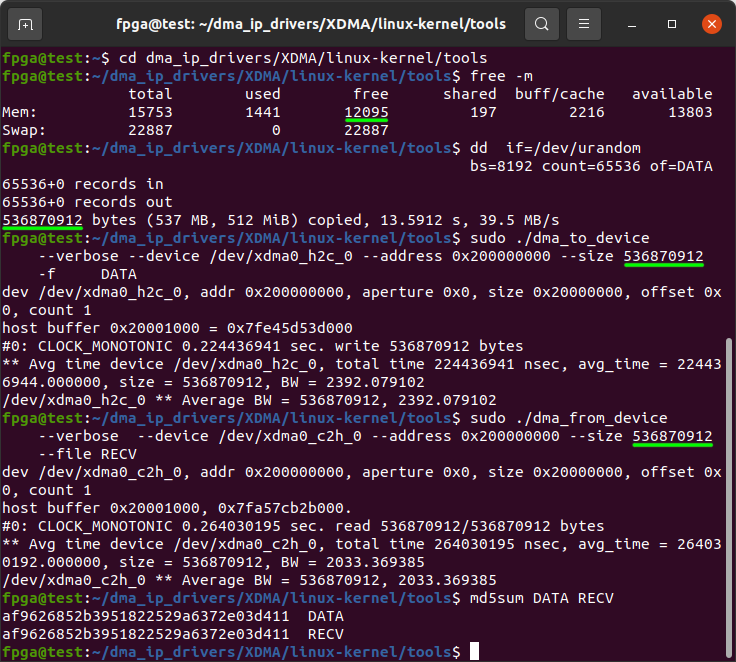 fpga@test: ~/dma_ip_drivers/XDMA/linux-kernel/tools
fpga@test:~$ cd dma_ip_drivers/XDMA/linux-kernel/tools
fpga@test:~/dma_ip_drivers/XDMA/linux-kernel/tools$ free -m
              total        used        free      shared  buff/cache   available
Mem:          15753        1441       12095         197        2216       13803
Swap:         22887           0       22887
fpga@test:~/dma_ip_drivers/XDMA/linux-kernel/tools$ dd  if=/dev/urandom
                                                    bs=8192 count=65536 of=DATA
65536+0 records in
65536+0 records out
536870912 bytes (537 MB, 512 MiB) copied, 13.5912 s, 39.5 MB/s
fpga@test:~/dma_ip_drivers/XDMA/linux-kernel/tools$ sudo ./dma_to_device
    --verbose --device /dev/xdma0_h2c_0 --address 0x200000000 --size 536870912
    -f     DATA
dev /dev/xdma0_h2c_0, addr 0x200000000, aperture 0x0, size 0x20000000, offset 0x
0, count 1
host buffer 0x20001000 = 0x7fe45d53d000
#0: CLOCK_MONOTONIC 0.224436941 sec. write 536870912 bytes
** Avg time device /dev/xdma0_h2c_0, total time 224436941 nsec, avg_time = 22443
6944.000000, size = 536870912, BW = 2392.079102
/dev/xdma0_h2c_0 ** Average BW = 536870912, 2392.079102
fpga@test:~/dma_ip_drivers/XDMA/linux-kernel/tools$ sudo ./dma_from_device
    --verbose  --device /dev/xdma0_c2h_0 --address 0x200000000 --size 536870912
    --file RECV
dev /dev/xdma0_c2h_0, addr 0x200000000, aperture 0x0, size 0x20000000, offset 0x
0, count 1
host buffer 0x20001000, 0x7fa57cb2b000.
#0: CLOCK_MONOTONIC 0.264030195 sec. read 536870912/536870912 bytes
** Avg time device /dev/xdma0_c2h_0, total time 264030195 nsec, avg_time = 26403
0192.000000, size = 536870912, BW = 2033.369385
/dev/xdma0_c2h_0 ** Average BW = 536870912, 2033.369385
fpga@test:~/dma_ip_drivers/XDMA/linux-kernel/tools$ md5sum DATA RECV
af9626852b3951822529a6372e03d411  DATA
af9626852b3951822529a6372e03d411  RECV
fpga@test:~/dma_ip_drivers/XDMA/linux-kernel/tools$